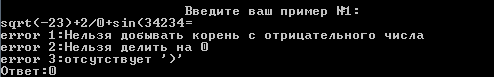 Введите ваш пример №1:
sqrt(-23)+2/0+sin(34234=
error 1:Нельзя добывать корень с отрицательного числа
error 2:Нельзя делить на 0
error 3:отсутствует ')'
Ответ:0